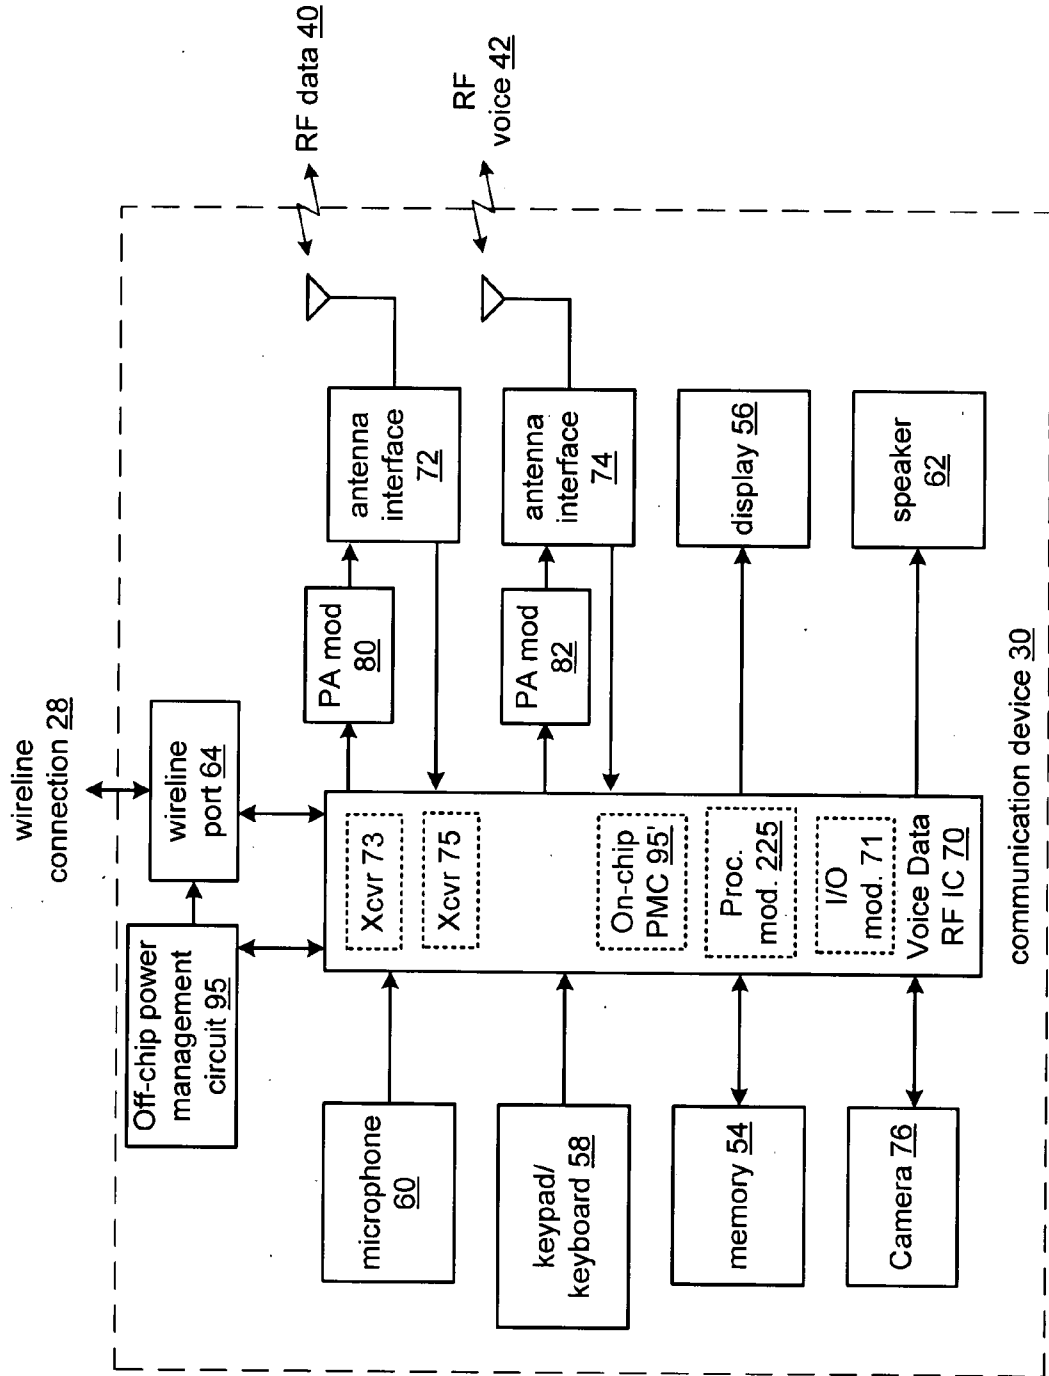 wireline
connection 28
Off-chip power
management
circuit 95
wireline
port 64
microphone
60
keypad/
keyboard 58
memory 54
Camera 76
Xcvr 73
Xcvr 75
On-chip
PMC 95'
Proc.
mod. 225
I/O
mod. 71
Voice Data
RF IC 70
PA mod
80
PA mod
82
antenna
interface
72
antenna
interface
74
display 56
speaker
62
RF data 40
RF
voice 42
communication device 30